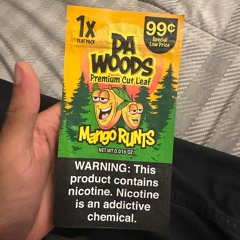 1X
FLAT PACK
99¢
Special
Low Price
DA
WOODS
Premium Cut Leaf
Mango RUNTS
NET WT 0.018 OZ
WARNING: This
product contains
nicotine. Nicotine
is an addictive
chemical.